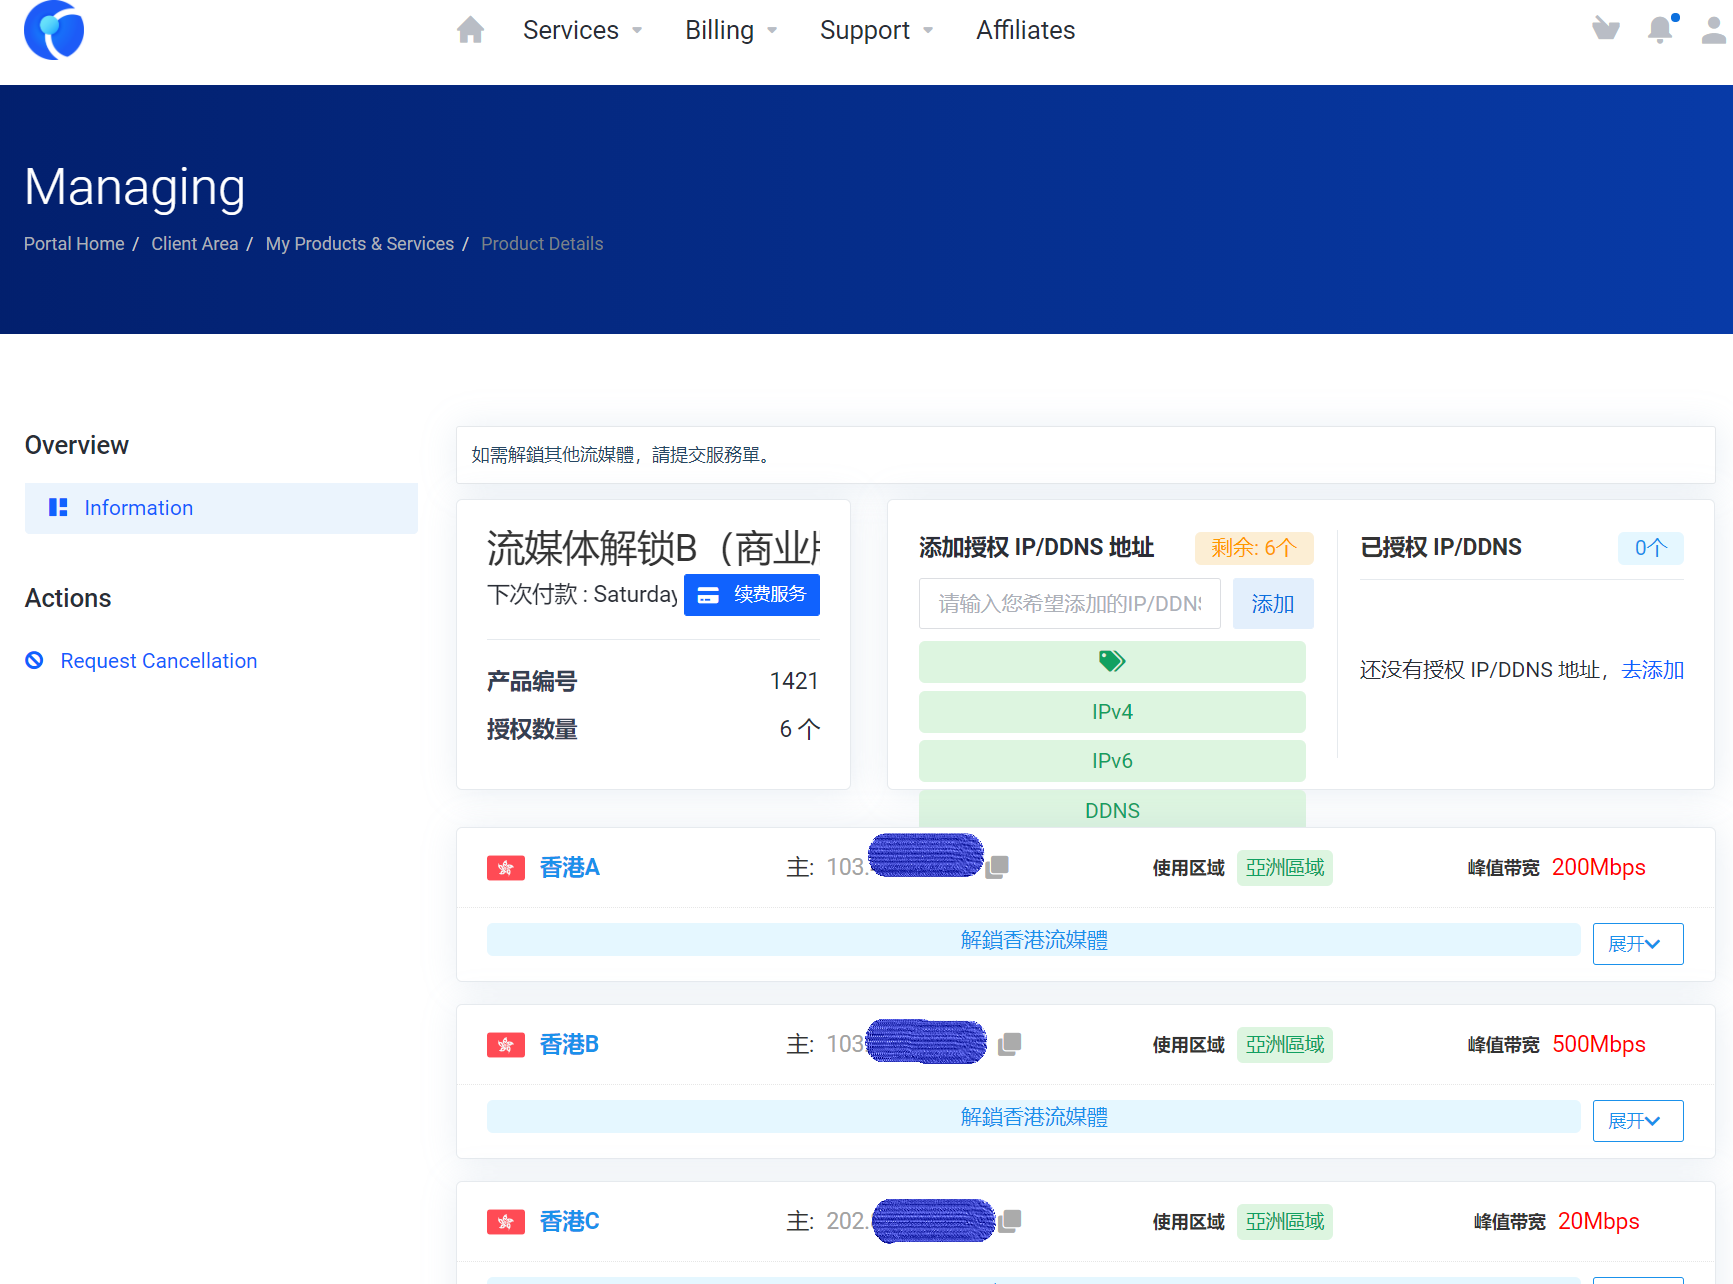 Services
Billing
Support
Affiliates
Managing
Portal Home / Client Area / My Products & Services / Product Details
Overview
Information
Actions
Request Cancellation
如需解鎖其他流媒體，請提交服務單。
流媒体解锁B（商业
下次付款 : Saturday
续费服务
产品编号 1421
授权数量 6 个
添加授权 IP/DDNS 地址
剩余: 6个
请输入您希望添加的IP/DDN
添加
IPv4
IPv6
DDNS
已授权 IP/DDNS
0个
还没有授权 IP/DDNS 地址，去添加
香港A 主: 103. 使用区域 亞洲區域 峰值带宽 200Mbps
解鎖香港流媒體
展开
香港B 主: 103 使用区域 亞洲區域 峰值带宽 500Mbps
解鎖香港流媒體
展开
香港C 主: 202. 使用区域 亞洲區域 峰值带宽 20Mbps